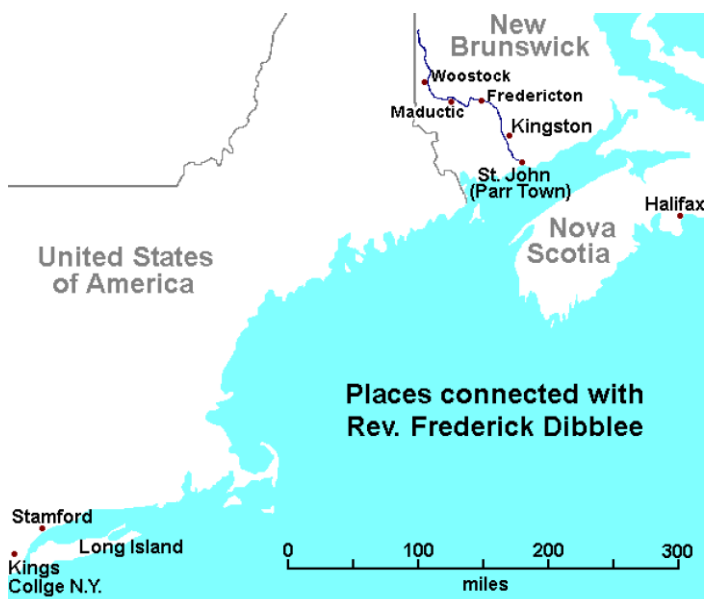 New
Brunswick
Woostock
Maductic
Fredericton
Kingston
St. John
(Parr Town)
Halifax
Nova
Scotia
United States
of America
Places connected with
Rev. Frederick Dibblee
Stamford
Long Island
Kings
Collge N.Y.
0 100 200 300
miles